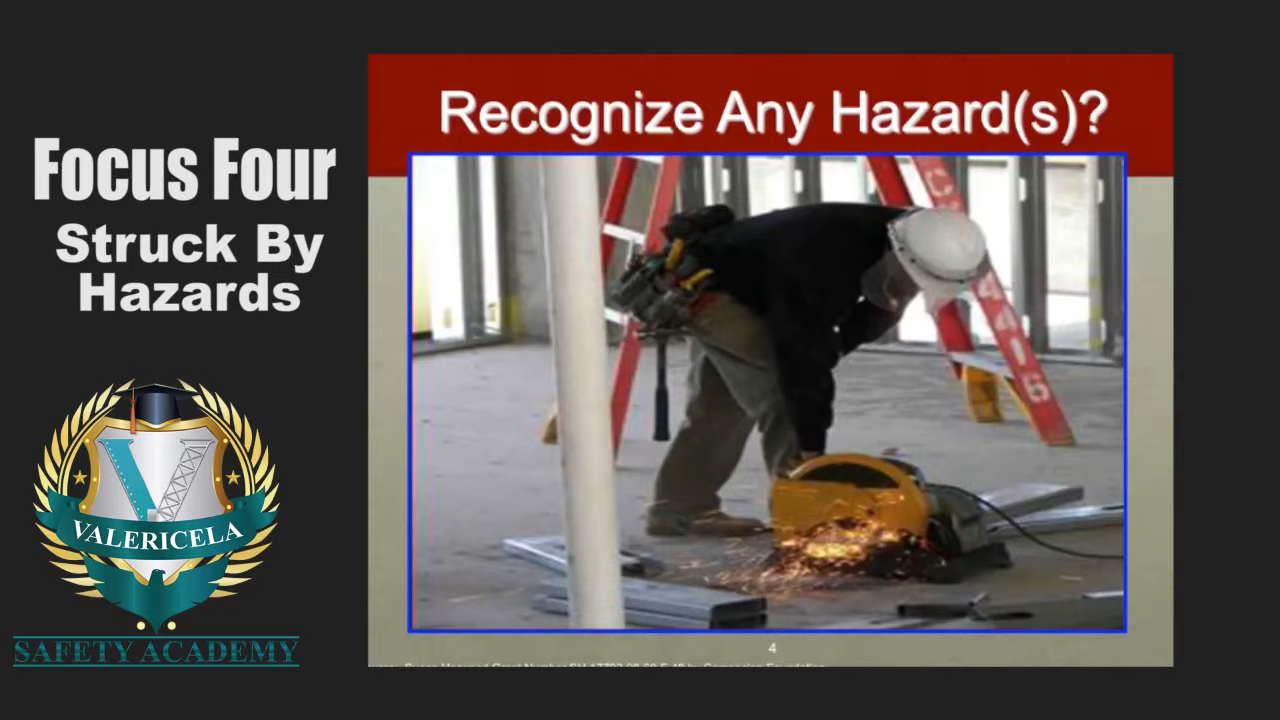 Focus Four
Struck By
Hazards
VALERICELA
SAFETY ACADEMY
Recognize Any Hazard(s)?
4416
4